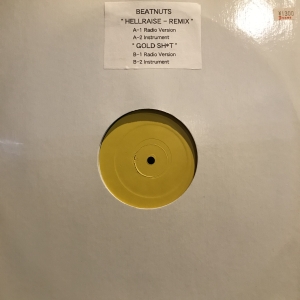 BEATNUTS
" HELLRAISE - REMIX "
A-1 Radio Version
A-2 Instrument
" GOLD SH*T "
B-1 Radio Version
B-2 Instrument